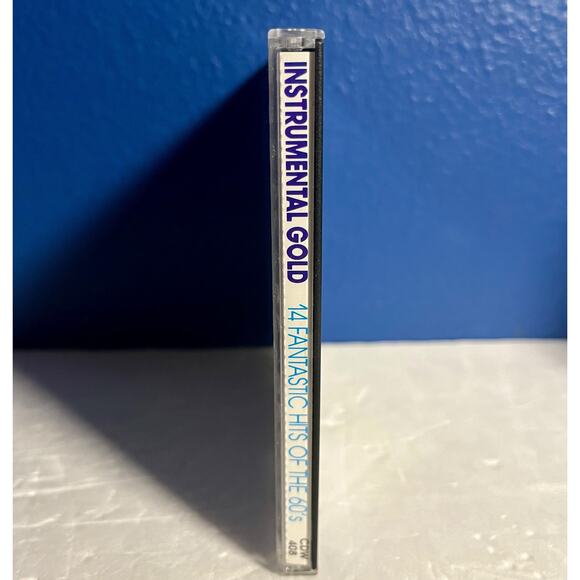 INSTRUMENTAL GOLD
14 FANTASTIC HITS OF THE 60's
CDW
408